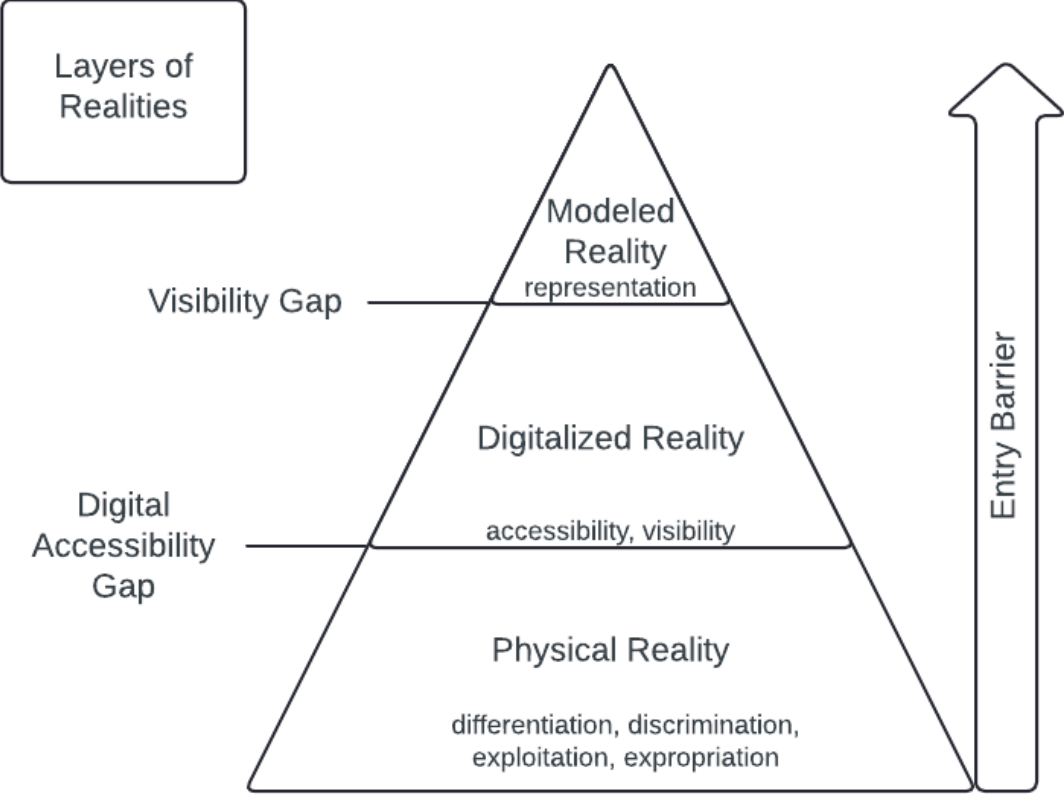 Layers of
Realities
Modeled
Reality
representation
Visibility Gap
Digitalized Reality
accessibility, visibility
Digital
Accessibility
Gap
Physical Reality
differentiation, discrimination,
exploitation, expropriation
Entry Barrier